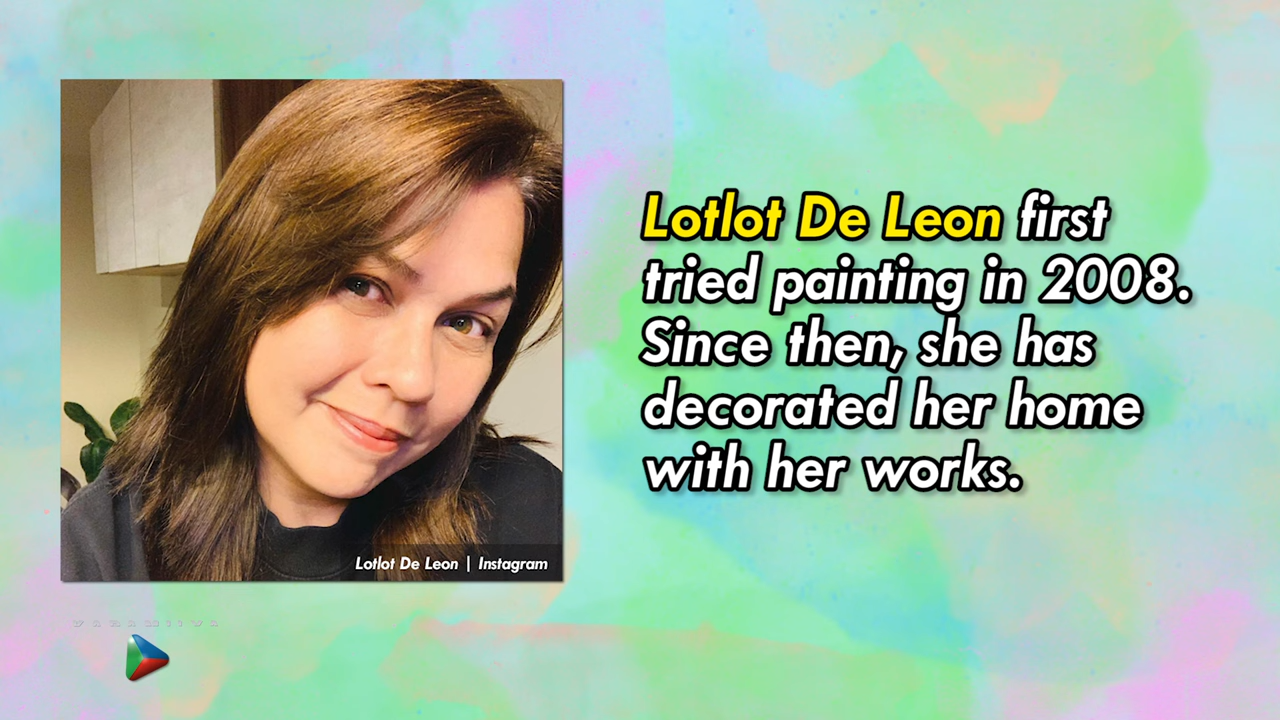 Lotlot De Leon first
tried painting in 2008.
Since then, she has
decorated her home
with her works.
Lotlot De Leon | Instagram